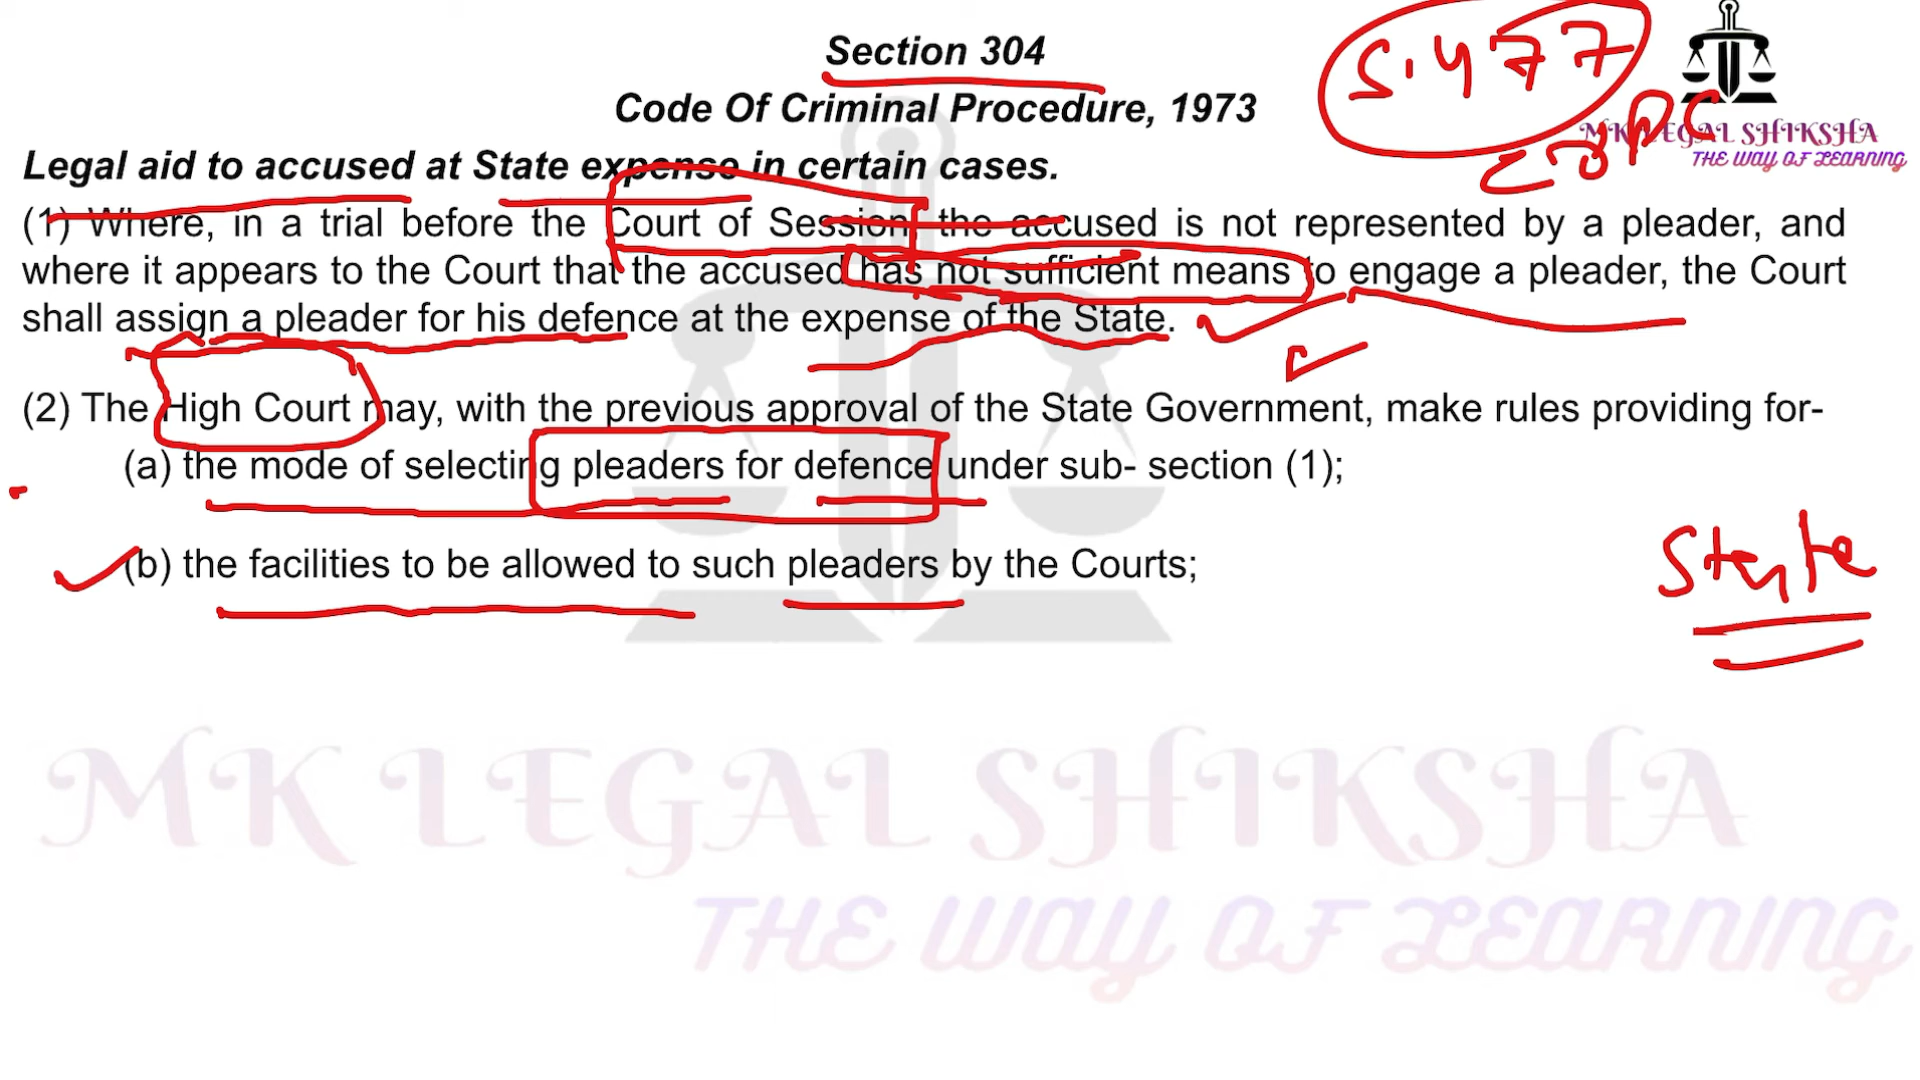 Section 304
S. 477
CrPC
Code Of Criminal Procedure, 1973
MK LEGAL SHIKSHA
THE WAY OF LEARNING
Legal aid to accused at State expense in certain cases.
(1) Where, in a trial before the Court of Session, the accused is not represented by a pleader, and
where it appears to the Court that the accused has not sufficient means to engage a pleader, the Court
shall assign a pleader for his defence at the expense of the State.
(2) The High Court may, with the previous approval of the State Government, make rules providing for-
(a) the mode of selecting pleaders for defence under sub- section (1);
(b) the facilities to be allowed to such pleaders by the Courts;
State
MK LEGAL SHIKSHA
THE WAY OF LEARNING